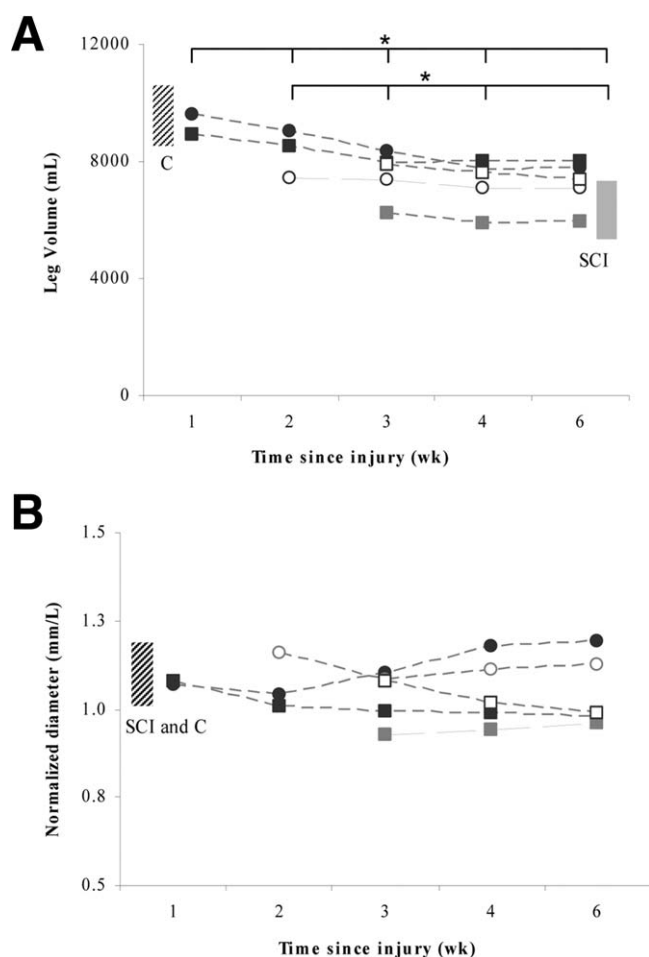 A
*
*
12000
8000
4000
0
Leg Volume (mL)
C
SCI
1 2 3 4 6
Time since injury (wk)
B
1.5
1.3
1.0
0.8
0.5
Normalized diameter (mm/L)
SCI and C
1 2 3 4 6
Time since injury (wk)